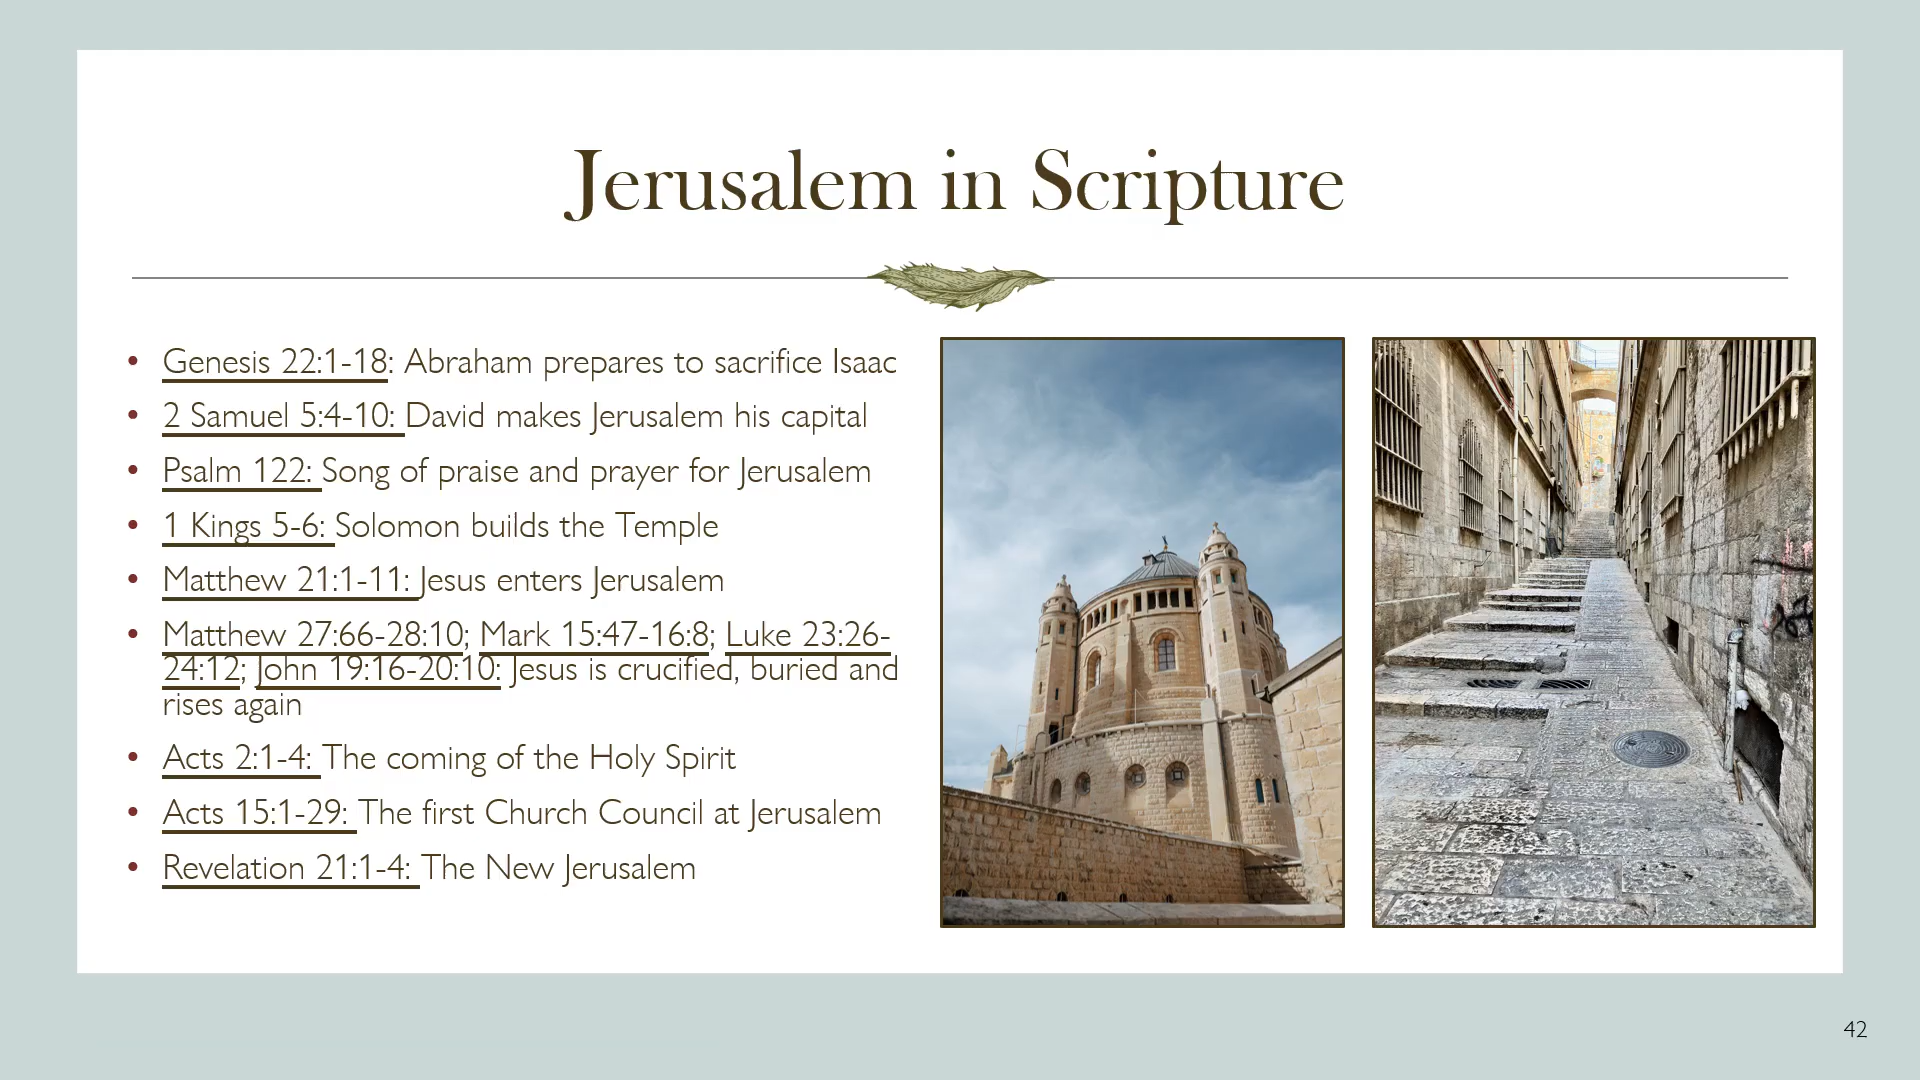 Jerusalem in Scripture
• Genesis 22:1-18: Abraham prepares to sacrifice Isaac
• 2 Samuel 5:4-10: David makes Jerusalem his capital
• Psalm 122: Song of praise and prayer for Jerusalem
• 1 Kings 5-6: Solomon builds the Temple
• Matthew 21:1-11: Jesus enters Jerusalem
• Matthew 27:66-28:10; Mark 15:47-16:8; Luke 23:26-
24:12; John 19:16-20:10: Jesus is crucified, buried and
rises again
• Acts 2:1-4: The coming of the Holy Spirit
• Acts 15:1-29: The first Church Council at Jerusalem
• Revelation 21:1-4: The New Jerusalem
42